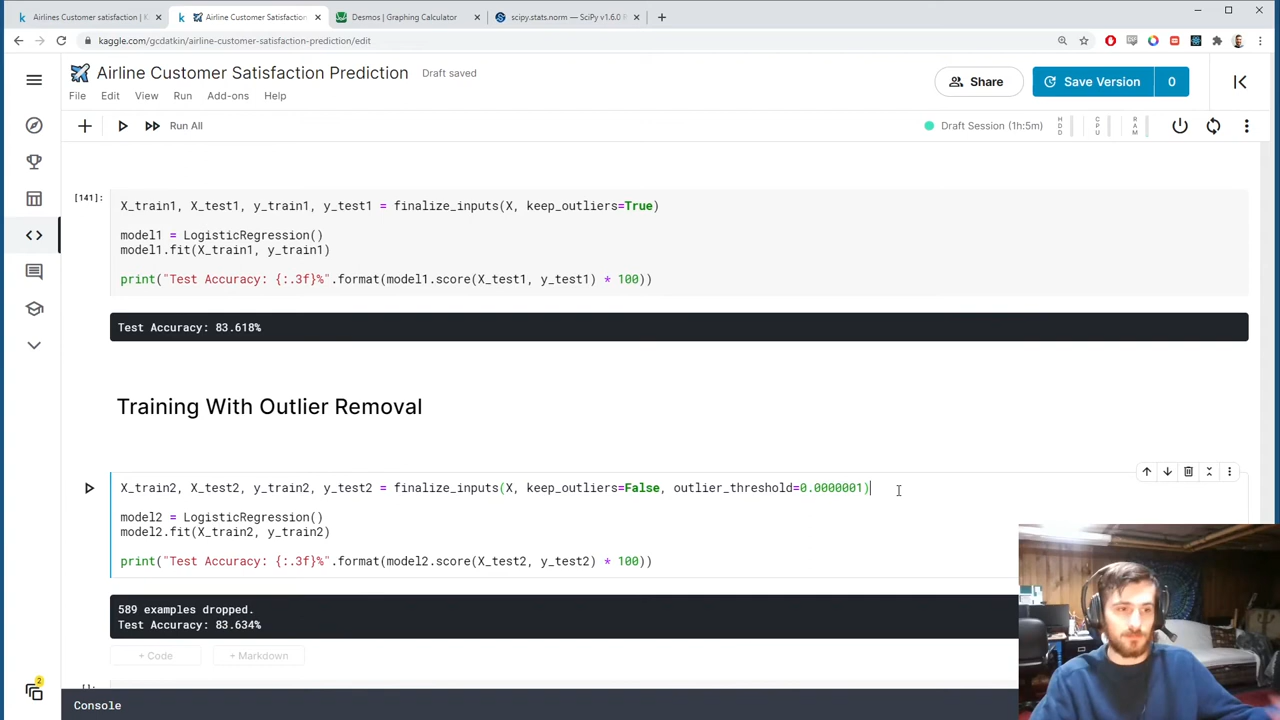 Airlines Customer satisfaction | K
Airline Customer Satisfaction
Desmos | Graphing Calculator
scipy.stats.norm — SciPy v1.6.0
kaggle.com/gcdatkin/airline-customer-satisfaction-prediction/edit
Airline Customer Satisfaction Prediction
Draft saved
Share
Save Version
0
File Edit View Run Add-ons Help
Run All
Draft Session (1h:5m)
HDD
CPU
RAM
[141]:
X_train1, X_test1, y_train1, y_test1 = finalize_inputs(X, keep_outliers=True)
model1 = LogisticRegression()
model1.fit(X_train1, y_train1)
print("Test Accuracy: {:.3f}%".format(model1.score(X_test1, y_test1) * 100))
Test Accuracy: 83.618%
Training With Outlier Removal
X_train2, X_test2, y_train2, y_test2 = finalize_inputs(X, keep_outliers=False, outlier_threshold=0.0000001)
model2 = LogisticRegression()
model2.fit(X_train2, y_train2)
print("Test Accuracy: {:.3f}%".format(model2.score(X_test2, y_test2) * 100))
589 examples dropped.
Test Accuracy: 83.634%
+ Code
+ Markdown
[]:
2
Console